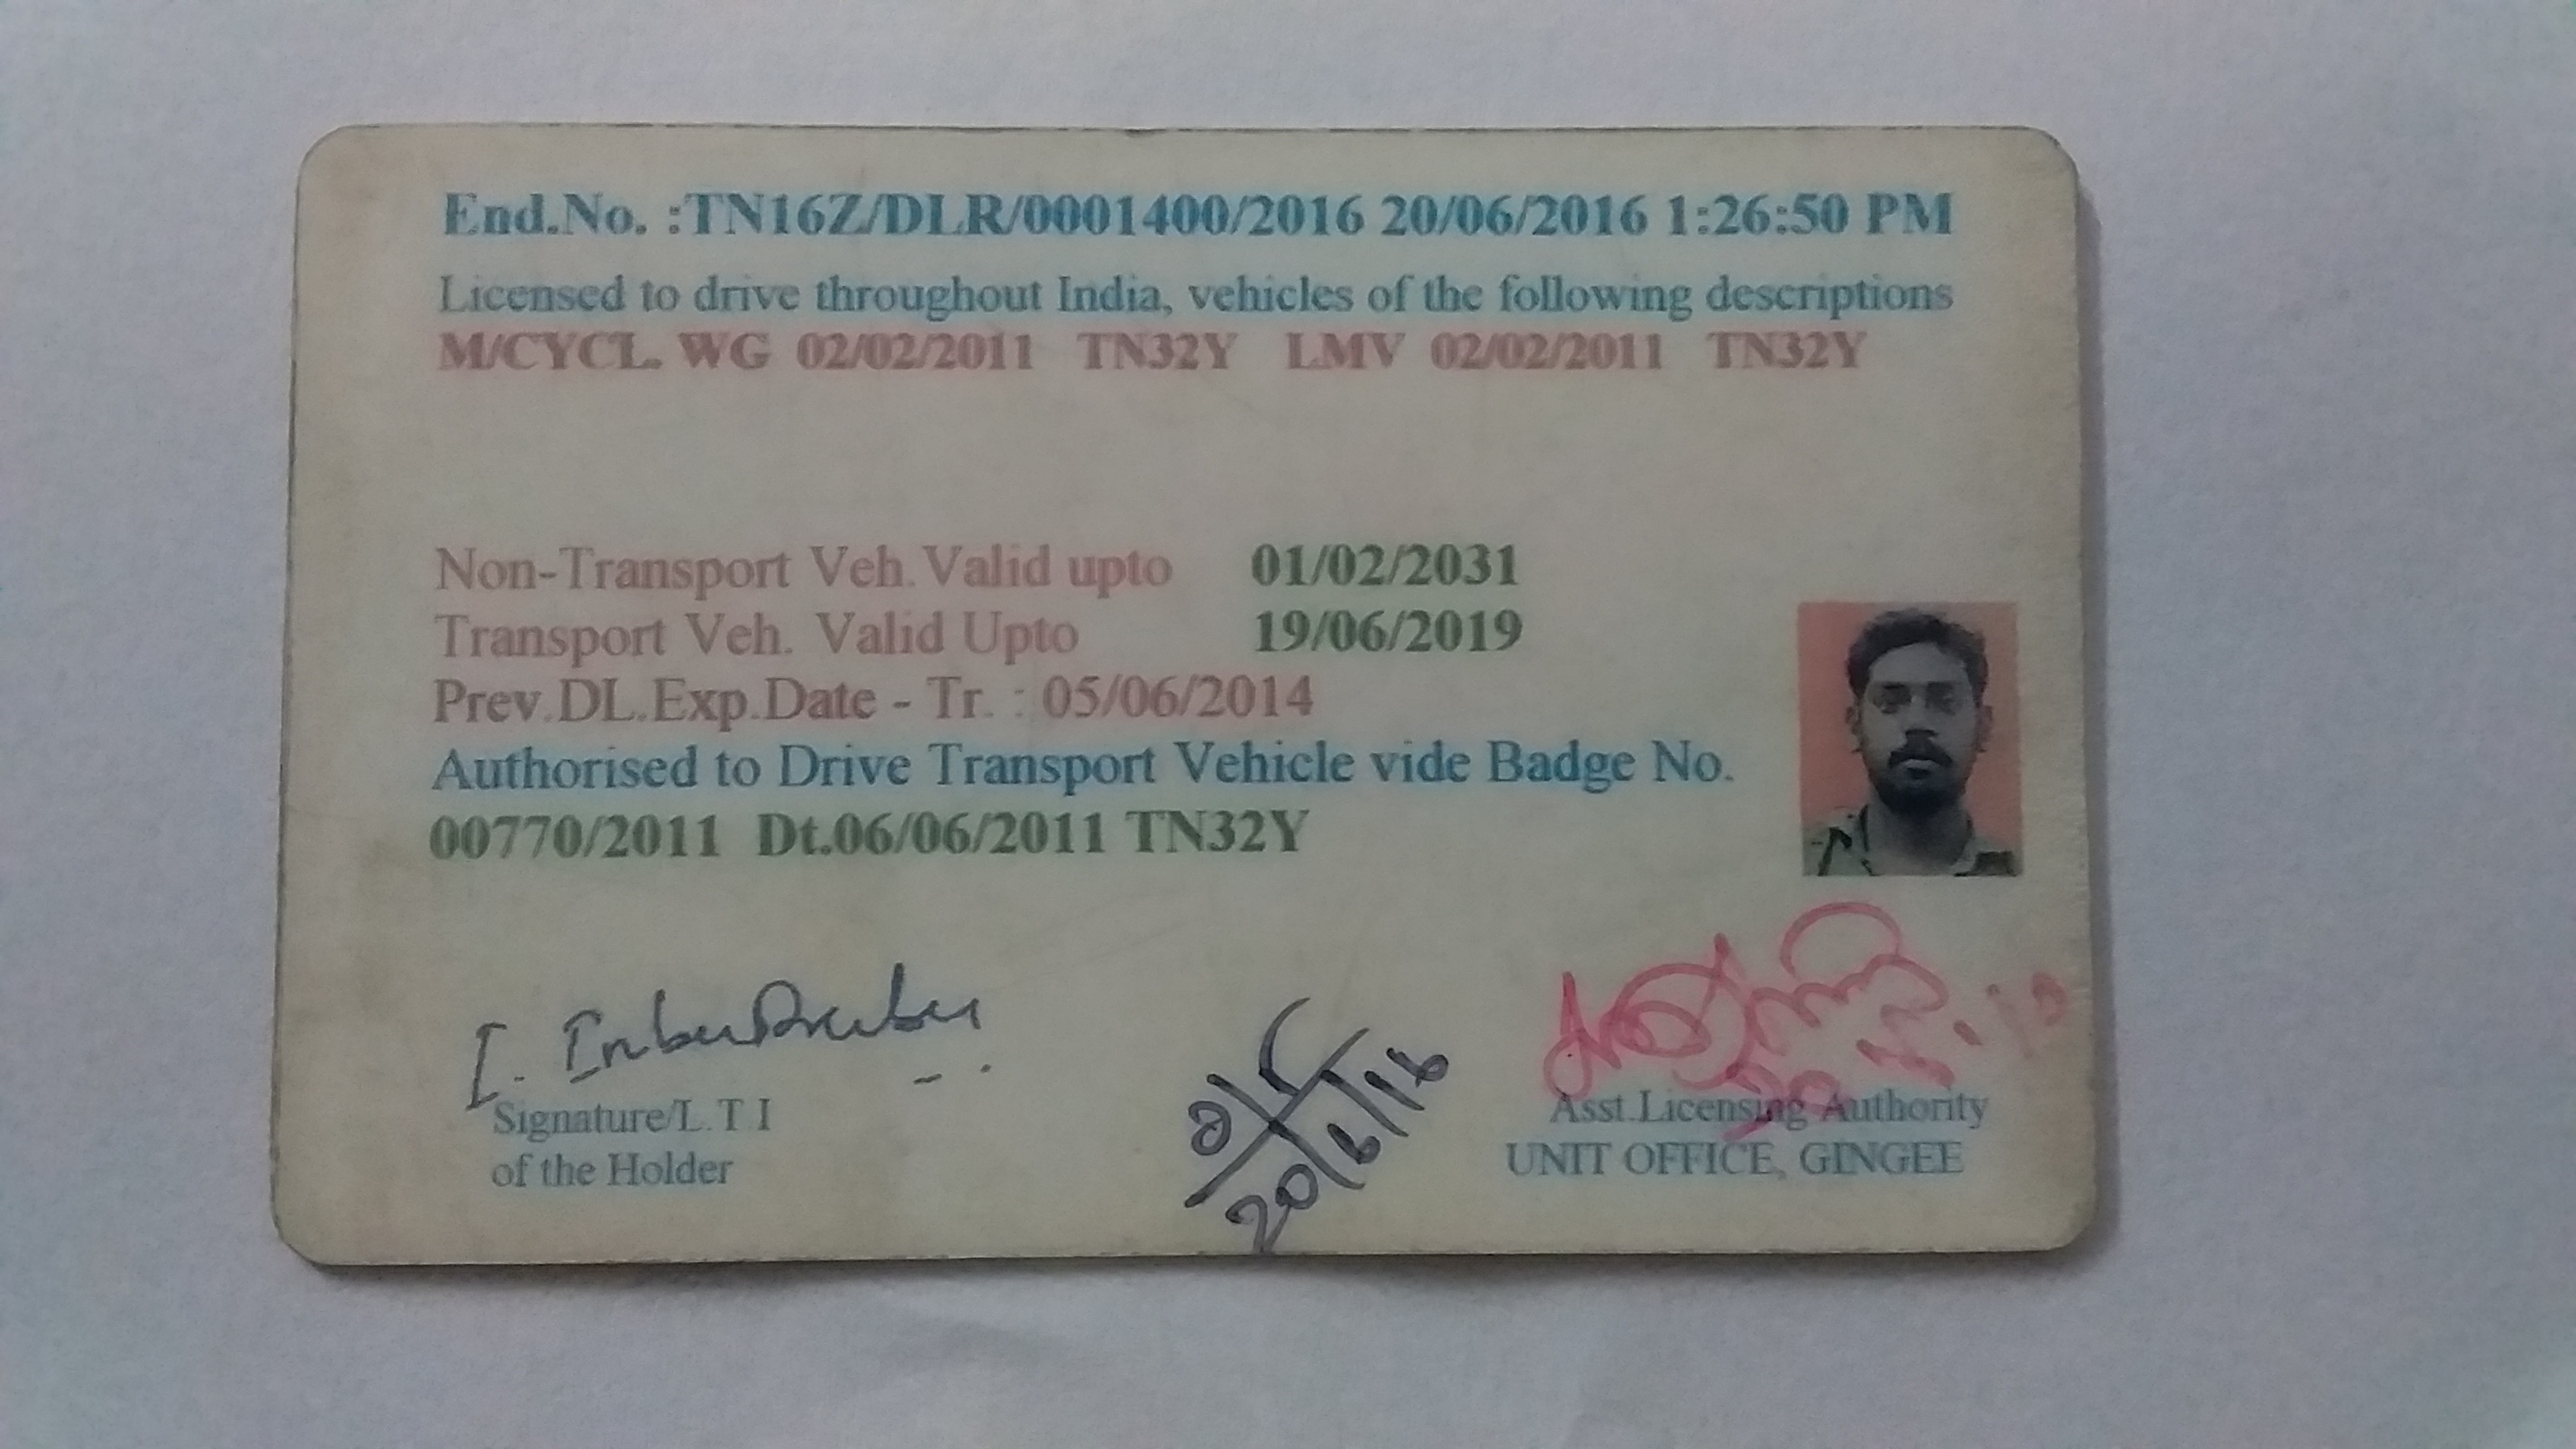 End.No. :TN16Z/DLR/0001400/2016 20/06/2016 1:26:50 PM
Licensed to drive throughout India, vehicles of the following descriptions
M/CYCL. WG 02/02/2011 TN32Y LMV 02/02/2011 TN32Y
Non-Transport Veh.Valid upto 01/02/2031
Transport Veh. Valid Upto 19/06/2019
Prev.DL.Exp.Date - Tr. : 05/06/2014
Authorised to Drive Transport Vehicle vide Badge No.
00770/2011 Dt.06/06/2011 TN32Y
I. InbuPrabu
20/6/16
Signature/L.T I
of the Holder
Asst.Licensing Authority
UNIT OFFICE, GINGEE